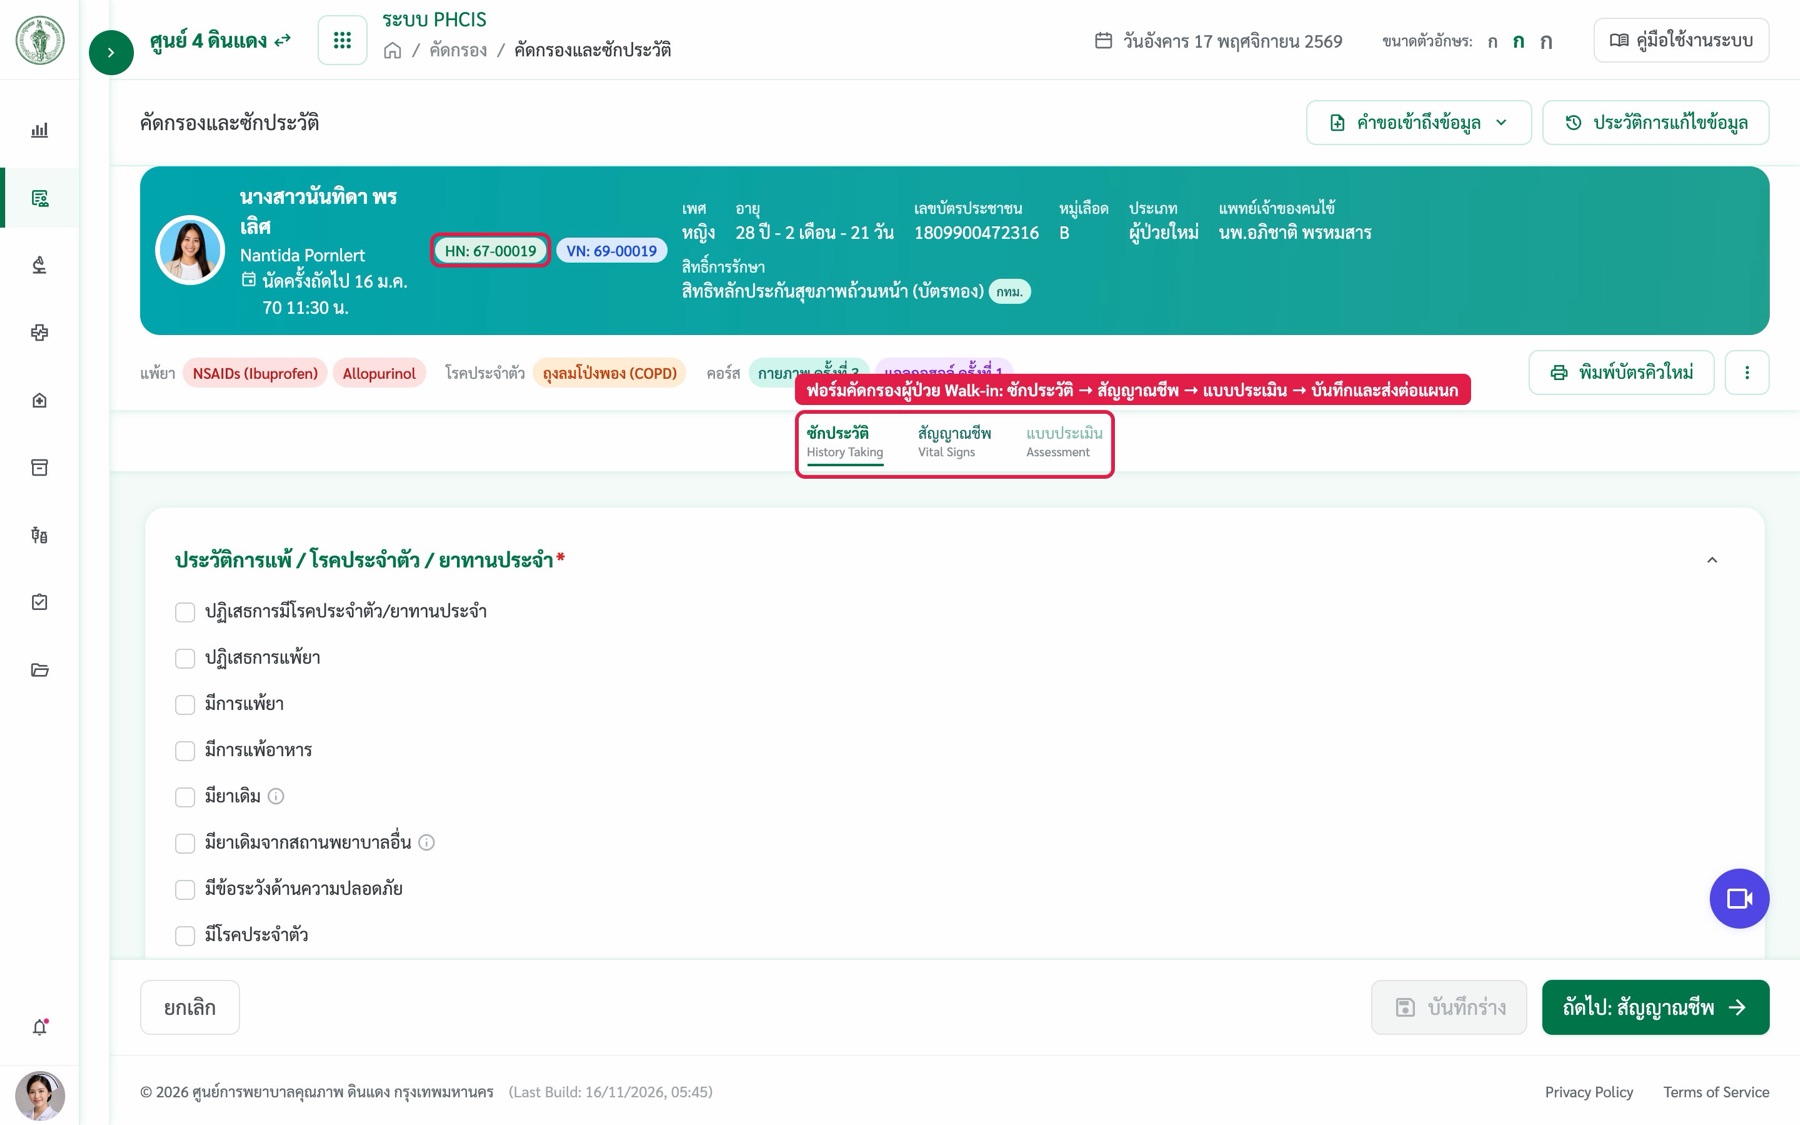 ศูนย์ 4 ดินแดง
ระบบ PHCIS
/ คัดกรอง / คัดกรองและซักประวัติ
วันอังคาร 17 พฤศจิกายน 2569
ขนาดตัวอักษร: ก ก ก
คู่มือใช้งานระบบ
คัดกรองและซักประวัติ
คำขอเข้าถึงข้อมูล
ประวัติการแก้ไขข้อมูล
นางสาวนันทิดา พร
เลิศ
Nantida Pornlert
นัดครั้งถัดไป 16 ม.ค.
70 11:30 น.
HN: 67-00019
VN: 69-00019
เพศ
หญิง
อายุ
28 ปี - 2 เดือน - 21 วัน
เลขบัตรประชาชน
1809900472316
หมู่เลือด
B
ประเภท
ผู้ป่วยใหม่
แพทย์เจ้าของคนไข้
นพ.อภิชาติ พรหมสาร
สิทธิ์การรักษา
สิทธิหลักประกันสุขภาพถ้วนหน้า (บัตรทอง) กทม.
แพ้ยา NSAIDs (Ibuprofen) Allopurinol โรคประจำตัว ถุงลมโป่งพอง (COPD) คอร์ส กายภาพ ครั้งที่ 3 แอลกอฮอล์ ครั้งที่ 1
พิมพ์บัตรคิวใหม่
ฟอร์มคัดกรองผู้ป่วย Walk-in: ซักประวัติ → สัญญาณชีพ → แบบประเมิน → บันทึกและส่งต่อแผนก
ซักประวัติ
History Taking
สัญญาณชีพ
Vital Signs
แบบประเมิน
Assessment
ประวัติการแพ้ / โรคประจำตัว / ยาทานประจำ*
ปฏิเสธการมีโรคประจำตัว/ยาทานประจำ
ปฏิเสธการแพ้ยา
มีการแพ้ยา
มีการแพ้อาหาร
มียาเดิม
มียาเดิมจากสถานพยาบาลอื่น
มีข้อระวังด้านความปลอดภัย
มีโรคประจำตัว
ยกเลิก
บันทึกร่าง
ถัดไป: สัญญาณชีพ
© 2026 ศูนย์การพยาบาลคุณภาพ ดินแดง กรุงเทพมหานคร (Last Build: 16/11/2026, 05:45)
Privacy Policy
Terms of Service